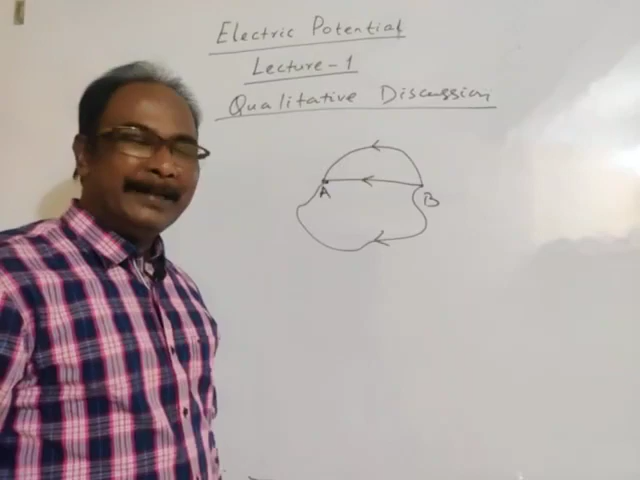 Electric Potential
Lecture-1
Qualitative Discussion
A
B